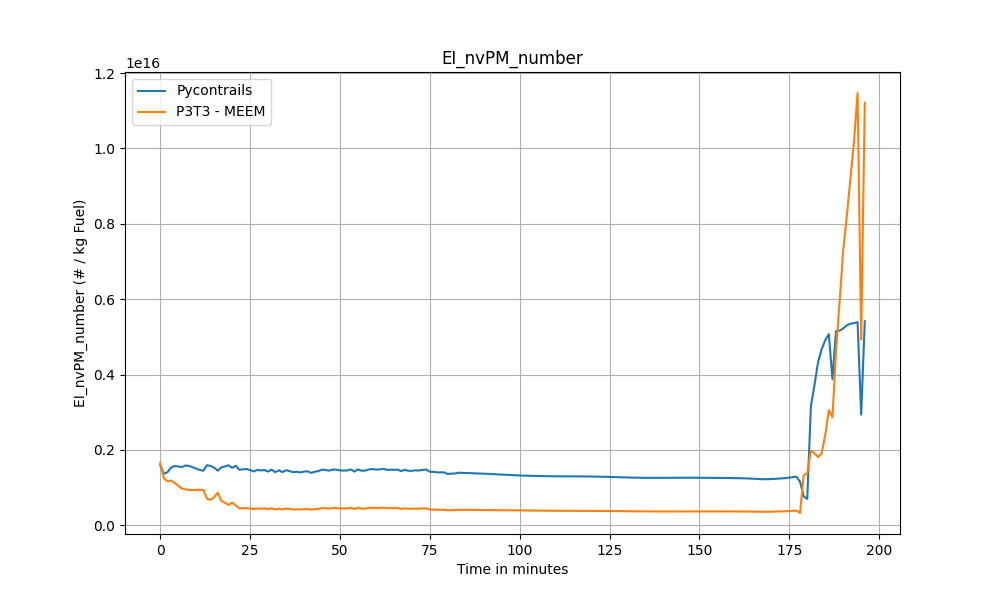 EI_nvPM_number
1e16
Pycontrails
P3T3 - MEEM
1.2
1.0
0.8
0.6
0.4
0.2
0.0
EI_nvPM_number (# / kg Fuel)
0 25 50 75 100 125 150 175 200
Time in minutes